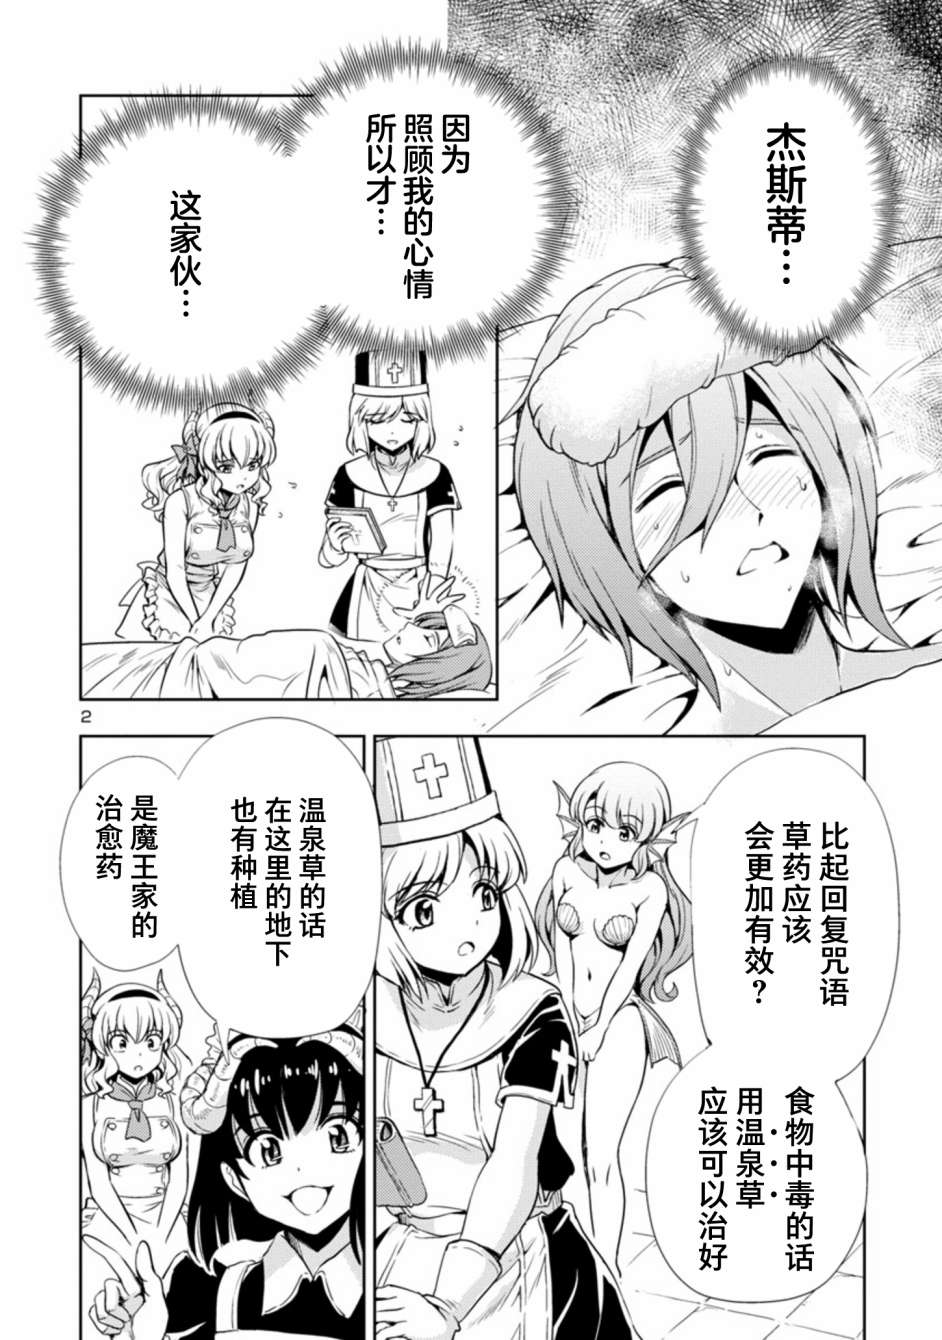 杰斯蒂…
因为
照顾我的心情
所以才…
这家伙…
2
比起回复咒语
草药应该
会更加有效?
食物中毒的话
用温泉草
应该可以治好
温泉草的话
在这里的地下
也有种植
是魔王家的
治愈药